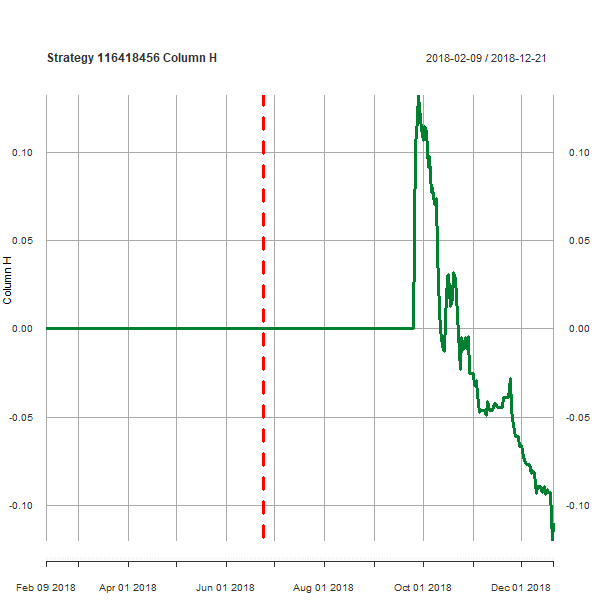 Strategy 116418456 Column H
2018-02-09 / 2018-12-21
0.10
0.10
0.05
0.05
Column H
0.00
0.00
-0.05
-0.05
-0.10
-0.10
Feb 09 2018
Apr 01 2018
Jun 01 2018
Aug 01 2018
Oct 01 2018
Dec 01 2018